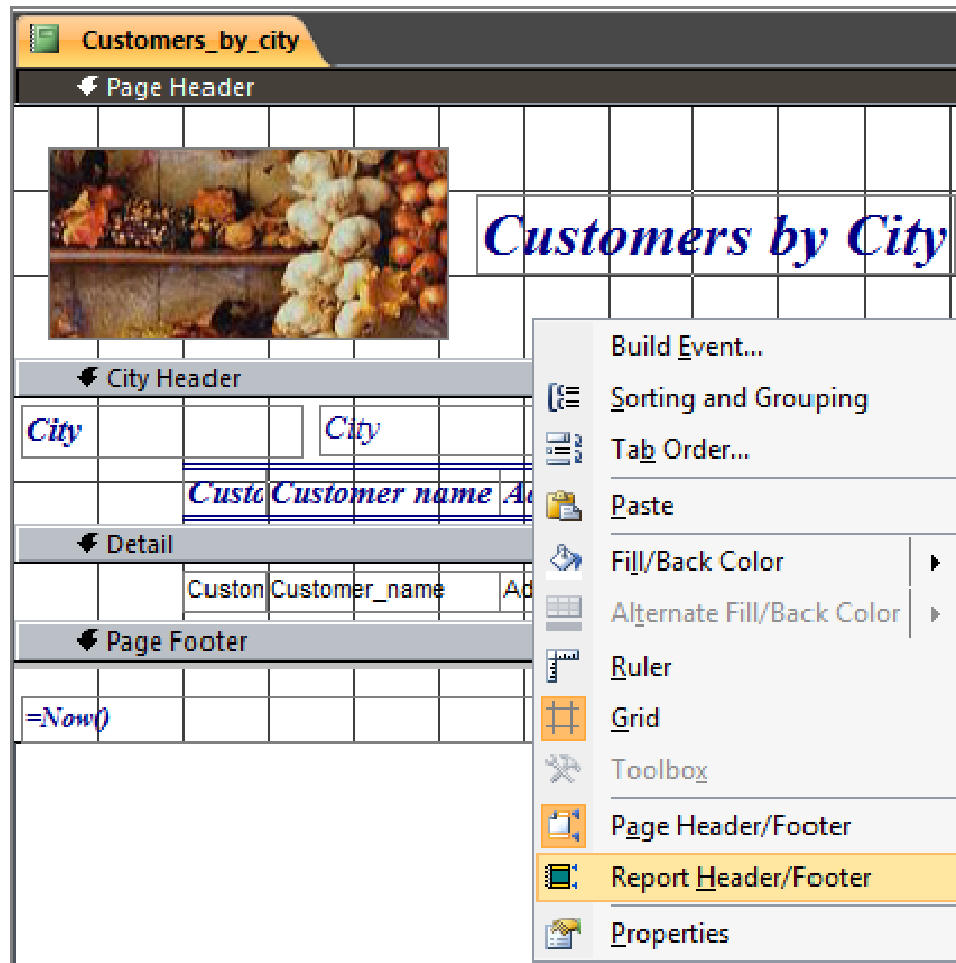 Customers_by_city
Page Header
Customers by City
City Header
City City
Custo Customer name Ad
Detail
Custon Customer_name Ad
Page Footer
=Now()
Build Event...
Sorting and Grouping
Tab Order...
Paste
Fill/Back Color
Alternate Fill/Back Color
Ruler
Grid
Toolbox
Page Header/Footer
Report Header/Footer
Properties